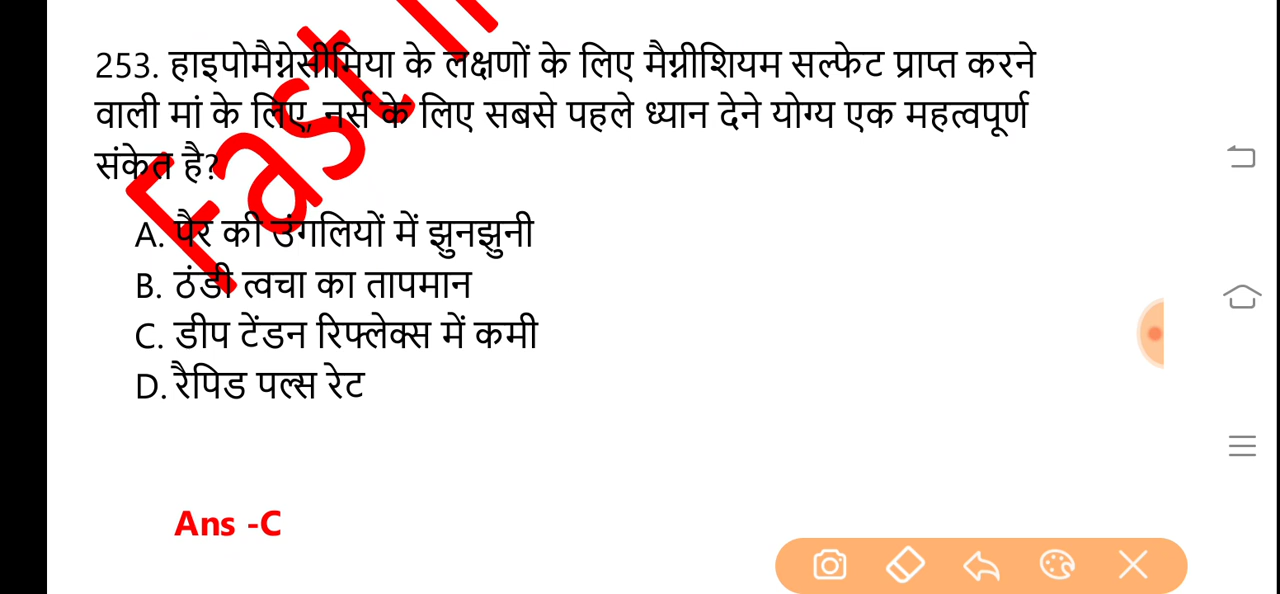 Fast
253. हाइपोमैग्नेसीमिया के लक्षणों के लिए मैग्नीशियम सल्फेट प्राप्त करने
वाली मां के लिए, नर्स के लिए सबसे पहले ध्यान देने योग्य एक महत्वपूर्ण
संकेत है?
A. पैर की उंगलियों में झुनझुनी
B. ठंडी त्वचा का तापमान
C. डीप टेंडन रिफ्लेक्स में कमी
D. रैपिड पल्स रेट
Ans -C